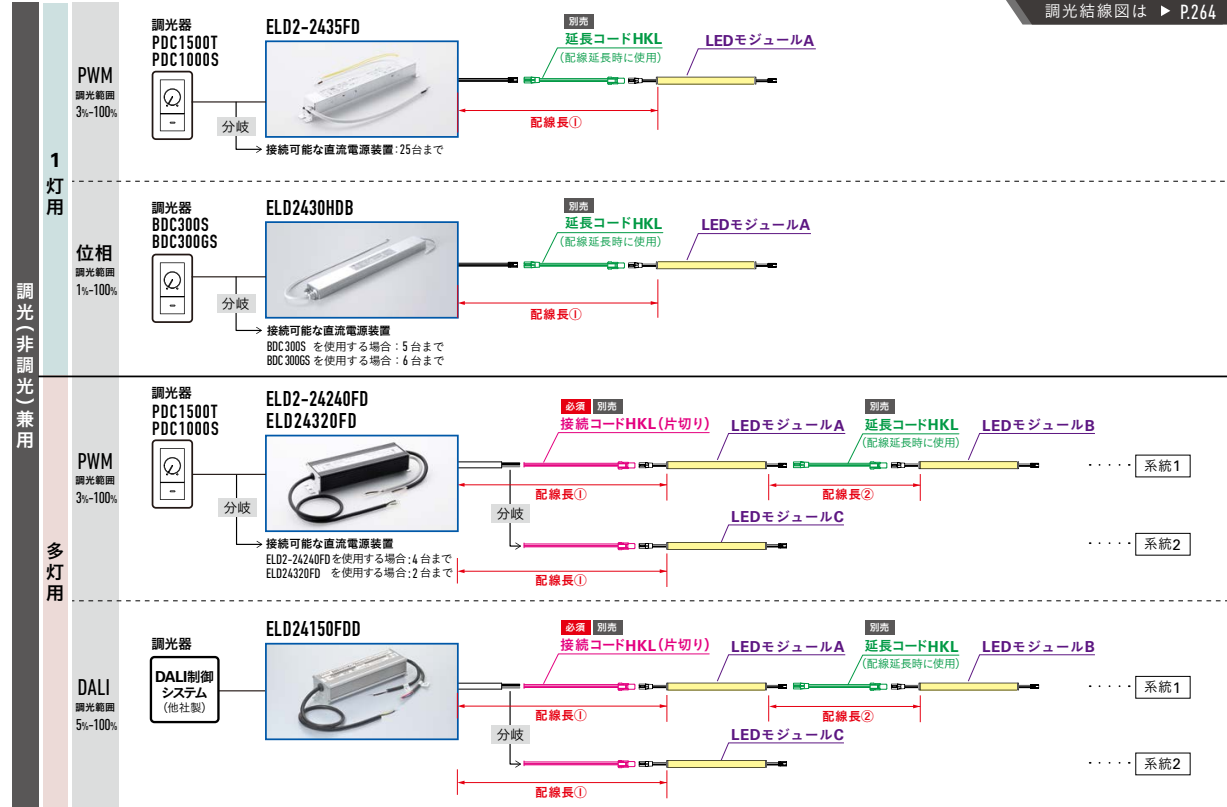 調光結線図は ▶ P.264
調光(非調光)兼用
1灯用
PWM
調光範囲
3%-100%
調光器
PDC1500T
PDC1000S
分岐
ELD2-2435FD
接続可能な直流電源装置:25台まで
別売
延長コードHKL
(配線延長時に使用)
LEDモジュールA
配線長①
位相
調光範囲
1%-100%
調光器
BDC300S
BDC300GS
分岐
ELD2430HDB
接続可能な直流電源装置
BDC300S を使用する場合:5台まで
BDC300GS を使用する場合:6台まで
別売
延長コードHKL
(配線延長時に使用)
LEDモジュールA
配線長①
多灯用
PWM
調光範囲
3%-100%
調光器
PDC1500T
PDC1000S
分岐
ELD2-24240FD
ELD24320FD
接続可能な直流電源装置
ELD2-24240FDを使用する場合:4台まで
ELD24320FD を使用する場合:2台まで
必須 別売
接続コードHKL(片切り)
LEDモジュールA
別売
延長コードHKL
(配線延長時に使用)
LEDモジュールB
・・・・・ 系統1
配線長①
配線長②
分岐
LEDモジュールC
・・・・・ 系統2
配線長①
DALI
調光範囲
5%-100%
調光器
DALI制御
システム
(他社製)
ELD24150FDD
必須 別売
接続コードHKL(片切り)
LEDモジュールA
別売
延長コードHKL
(配線延長時に使用)
LEDモジュールB
・・・・・ 系統1
配線長①
配線長②
分岐
LEDモジュールC
・・・・・ 系統2
配線長①